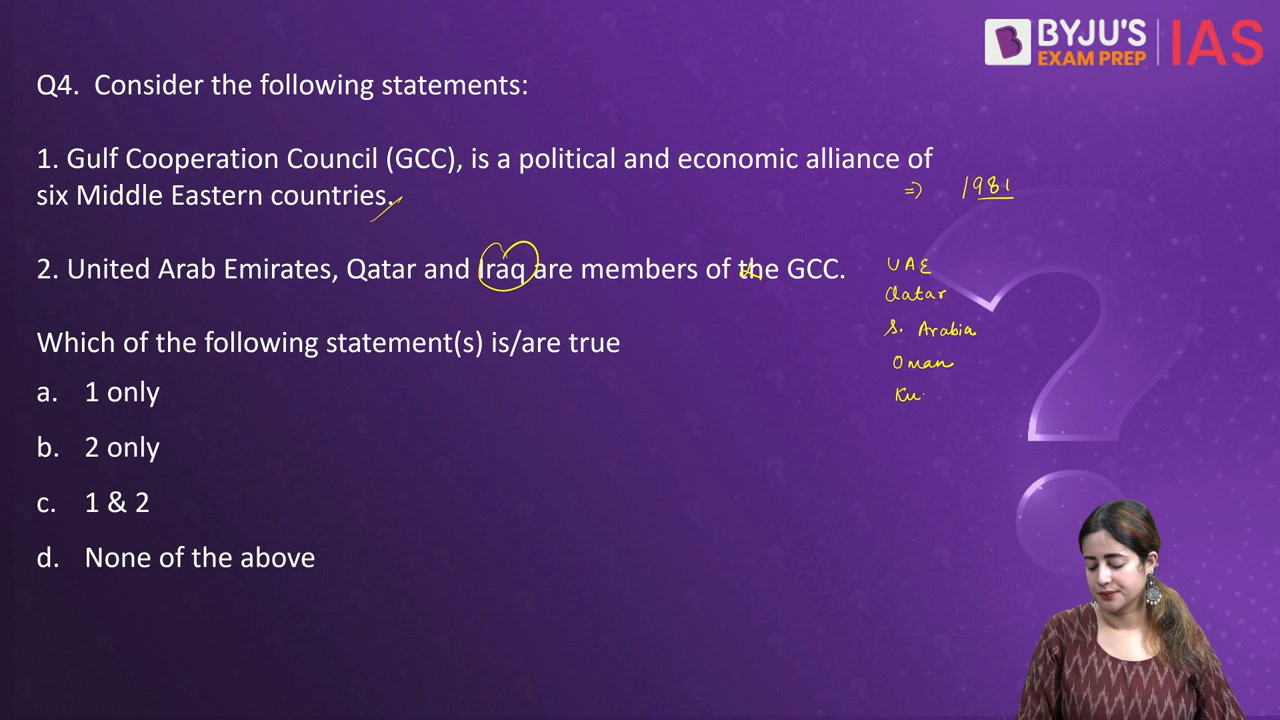 BYJU'S
EXAM PREP
IAS
Q4. Consider the following statements:
1. Gulf Cooperation Council (GCC), is a political and economic alliance of
six Middle Eastern countries.
=> 1981
2. United Arab Emirates, Qatar and Iraq are members of the GCC.
UAE
Qatar
S. Arabia
Oman
Ku
Which of the following statement(s) is/are true
a. 1 only
b. 2 only
c. 1 & 2
d. None of the above